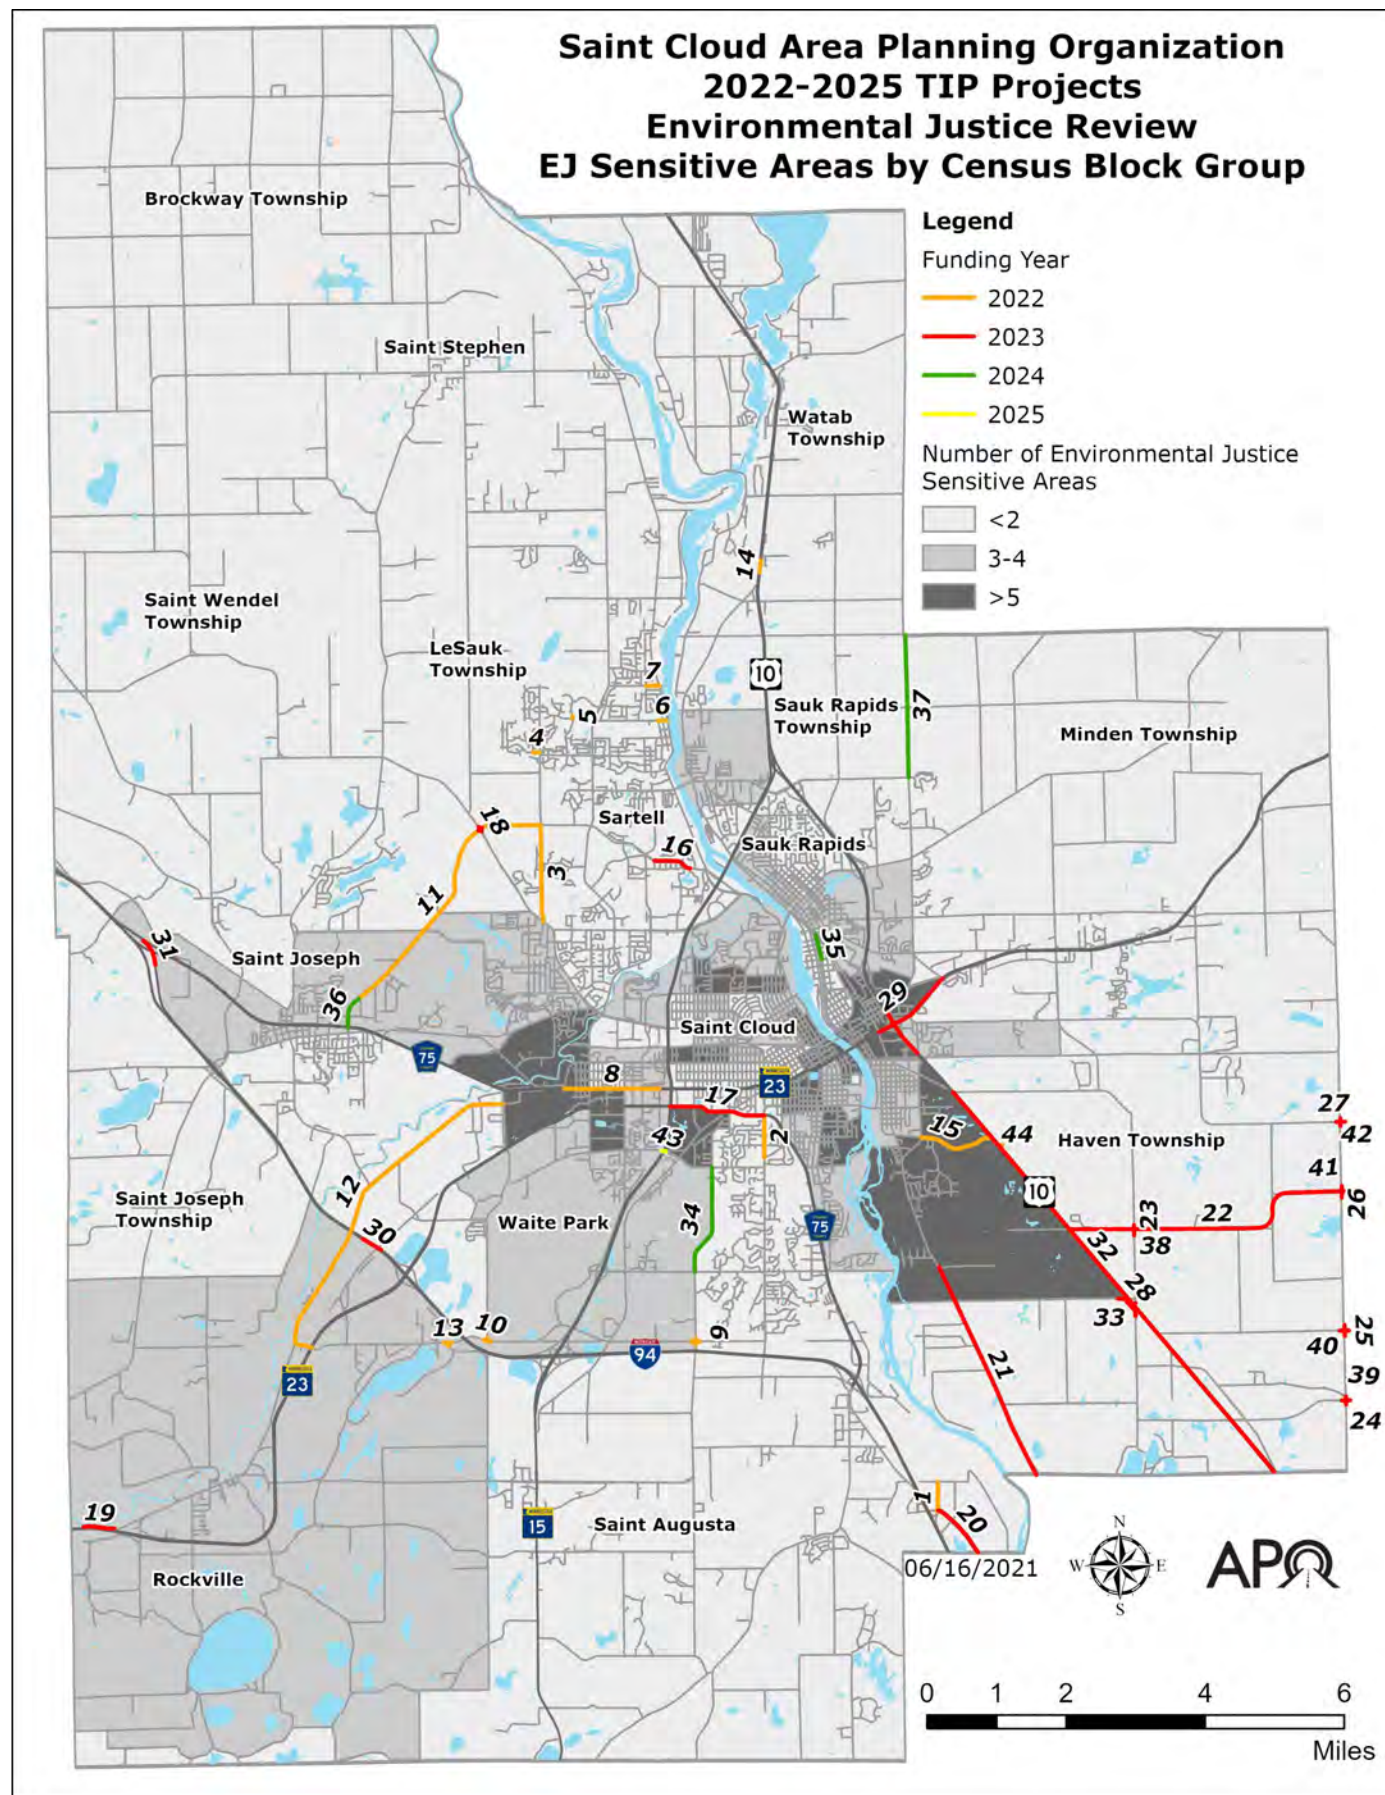 Saint Cloud Area Planning Organization
2022-2025 TIP Projects
Environmental Justice Review
EJ Sensitive Areas by Census Block Group
Legend
Funding Year
2022
2023
2024
2025
Number of Environmental Justice
Sensitive Areas
<2
3-4
>5
Brockway Township
Saint Stephen
Watab
Township
14
Saint Wendel
Township
LeSauk
Township
7
10
6
5
Sauk Rapids
Township
37
Minden Township
4
18
Sartell
16
Sauk Rapids
3
11
31
Saint Joseph
35
36
29
Saint Cloud
75
8
23
17
27
42
2
15
44
Haven Township
43
41
26
12
Saint Joseph
Township
10
23
22
38
34
Waite Park
75
30
32
28
33
13
10
9
25
40
94
21
39
23
24
19
1
20
15
Saint Augusta
06/16/2021
N
W
E
S
APO
Rockville
0
1
2
4
6
Miles